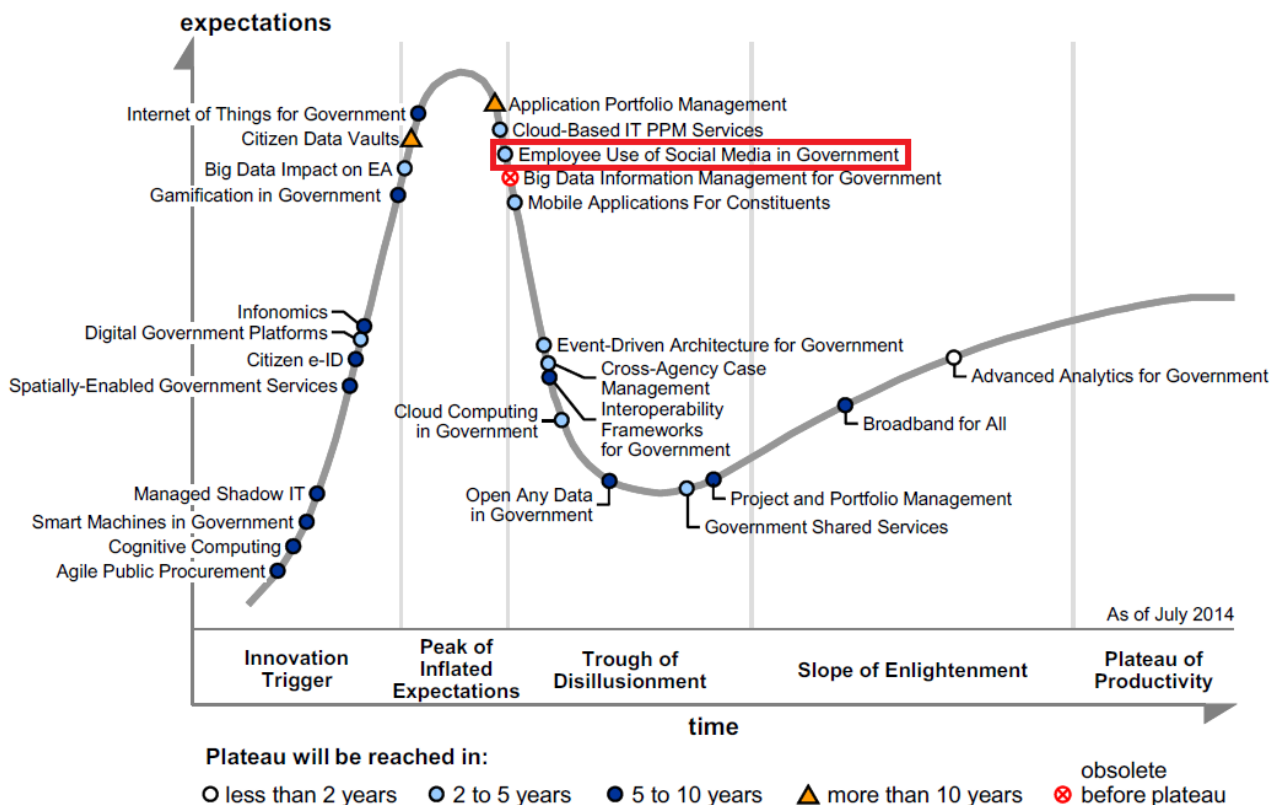 expectations
Internet of Things for Government
Citizen Data Vaults
Big Data Impact on EA
Gamification in Government
Application Portfolio Management
Cloud-Based IT PPM Services
Employee Use of Social Media in Government
Big Data Information Management for Government
Mobile Applications For Constituents
Infonomics
Digital Government Platforms
Citizen e-ID
Spatially-Enabled Government Services
Event-Driven Architecture for Government
Cross-Agency Case
Management
Interoperability
Frameworks
for Government
Cloud Computing
in Government
Advanced Analytics for Government
Broadband for All
Managed Shadow IT
Smart Machines in Government
Cognitive Computing
Agile Public Procurement
Open Any Data
in Government
Project and Portfolio Management
Government Shared Services
As of July 2014
Innovation
Trigger
Peak of
Inflated
Expectations
Trough of
Disillusionment
Slope of Enlightenment
Plateau of
Productivity
time
Plateau will be reached in:
less than 2 years
2 to 5 years
5 to 10 years
more than 10 years
obsolete
before plateau